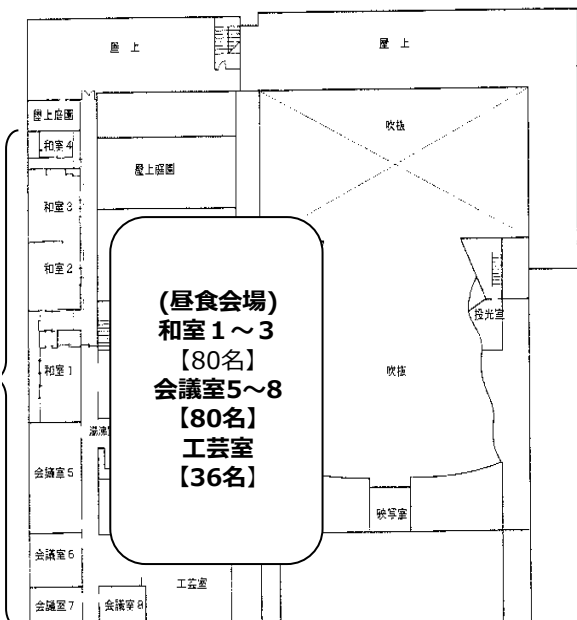 屋上
屋上
屋上庭園
吹抜
和室4
屋上庭園
和室3
和室2
(昼食会場)
和室１～３
【80名】
会議室5～8
【80名】
工芸室
【36名】
投光室
和室1
吹抜
会議室5
映写室
会議室6
工芸室
会議室7
会議室8